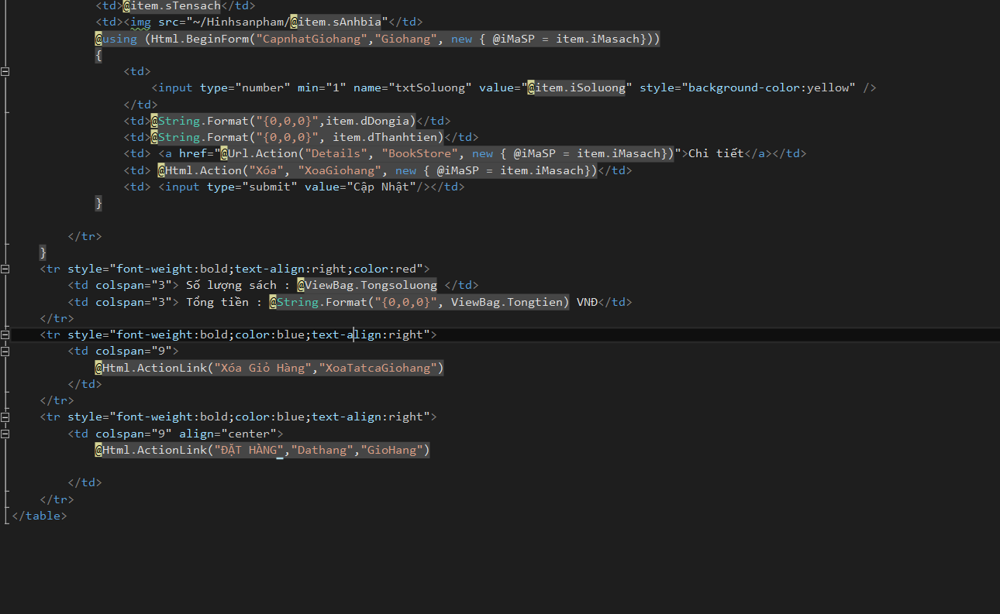 <td>@item.sTensach</td>
<td><img src="~/Hinhsanpham/@item.sAnhbia"</td>
@using (Html.BeginForm("CapnhatGiohang","Giohang", new { @iMaSP = item.iMasach}))
{
<td>
<input type="number" min="1" name="txtSoluong" value="@item.iSoluong" style="background-color:yellow" />
</td>
<td>@String.Format("{0,0,0}",item.dDongia)</td>
<td>@String.Format("{0,0,0}", item.dThanhtien)</td>
<td> <a href="@Url.Action("Details", "BookStore", new { @iMaSP = item.iMasach})">Chi tiết</a></td>
<td> @Html.Action("Xóa", "XoaGiohang", new { @iMaSP = item.iMasach})</td>
<td> <input type="submit" value="Cập Nhật"/></td>
}
</tr>
}
<tr style="font-weight:bold;text-align:right;color:red">
<td colspan="3"> Số lượng sách : @ViewBag.Tongsoluong </td>
<td colspan="3"> Tổng tiền : @String.Format("{0,0,0}", ViewBag.Tongtien) VNĐ</td>
</tr>
<tr style="font-weight:bold;color:blue;text-align:right">
<td colspan="9">
@Html.ActionLink("Xóa Giỏ Hàng","XoaTatcaGiohang")
</td>
</tr>
<tr style="font-weight:bold;color:blue;text-align:right">
<td colspan="9" align="center">
@Html.ActionLink("ĐẶT HÀNG","Dathang","GioHang")
</td>
</tr>
</table>